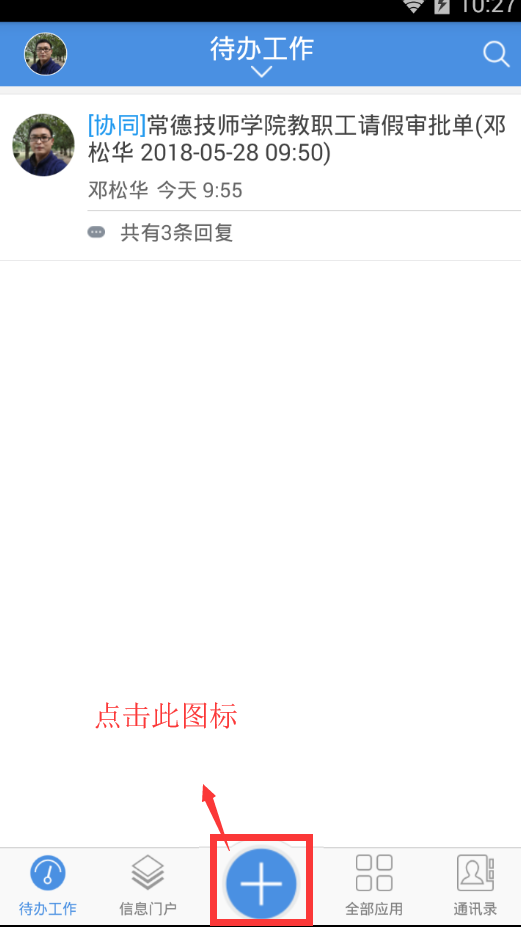 10:27
待办工作
[协同]常德技师学院教职工请假审批单(邓
松华 2018-05-28 09:50)
邓松华 今天 9:55
共有3条回复
点击此图标
待办工作 信息门户 全部应用 通讯录